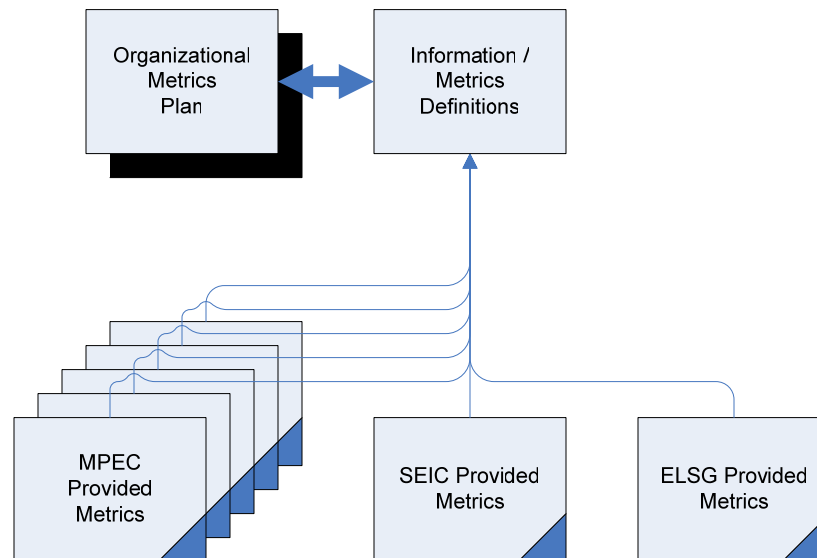 Organizational
Metrics
Plan
Information /
Metrics
Definitions
MPEC
Provided
Metrics
SEIC Provided
Metrics
ELSG Provided
Metrics